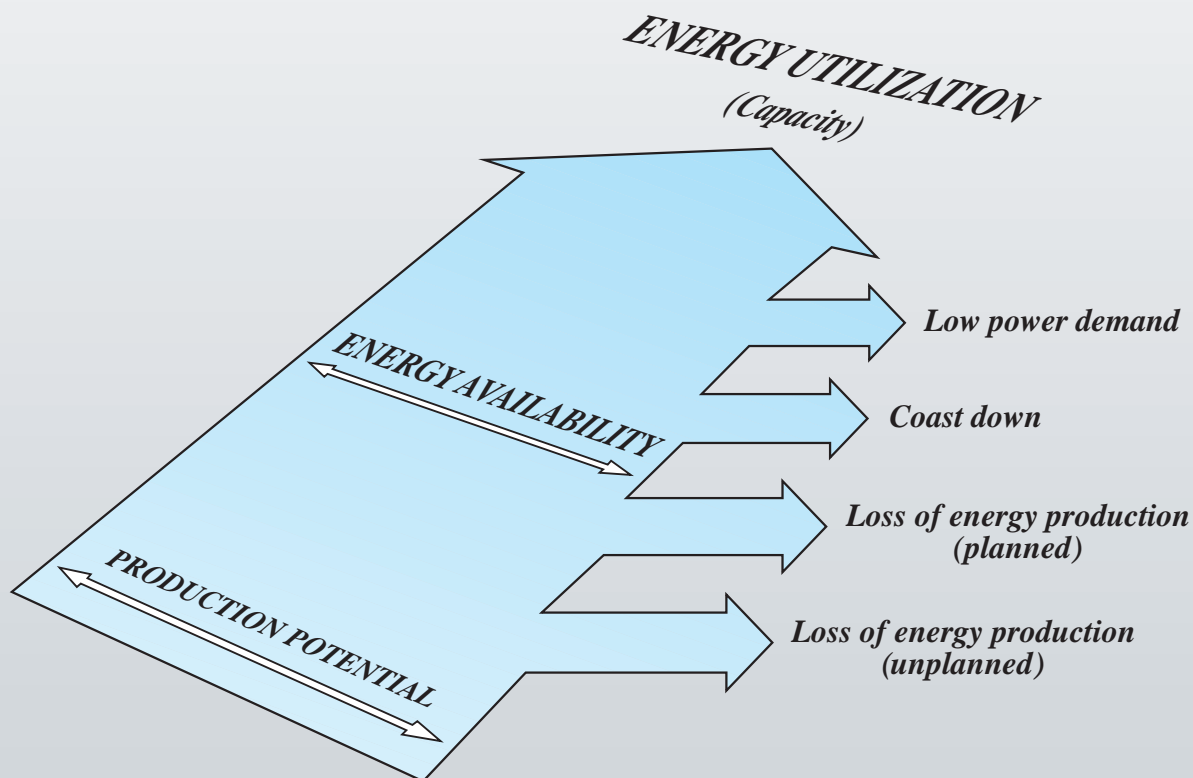 ENERGY UTILIZATION
(Capacity)
Low power demand
ENERGY AVAILABILITY
Coast down
Loss of energy production
(planned)
PRODUCTION POTENTIAL
Loss of energy production
(unplanned)